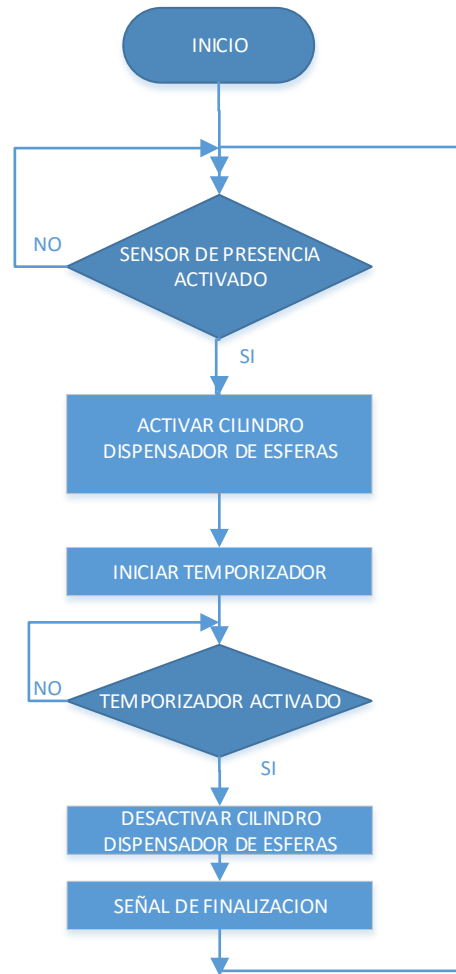 INICIO
NO
SENSOR DE PRESENCIA
ACTIVADO
SI
ACTIVAR CILINDRO
DISPENSADOR DE ESFERAS
INICIAR TEMPORIZADOR
NO
TEMPORIZADOR ACTIVADO
SI
DESACTIVAR CILINDRO
DISPENSADOR DE ESFERAS
SEÑAL DE FINALIZACION